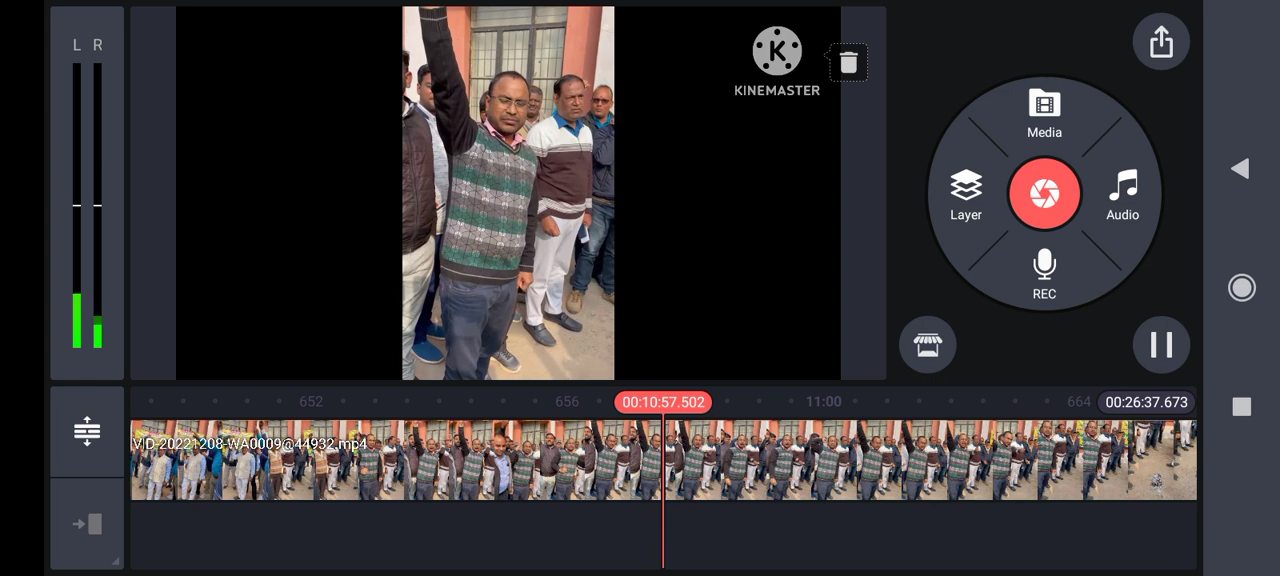 L R
K
KINEMASTER
Media
Layer
Audio
REC
652
656
00:10:57.502
11:00
664
00:26:37.673
VID-20221208-WA0009@44932.mp4